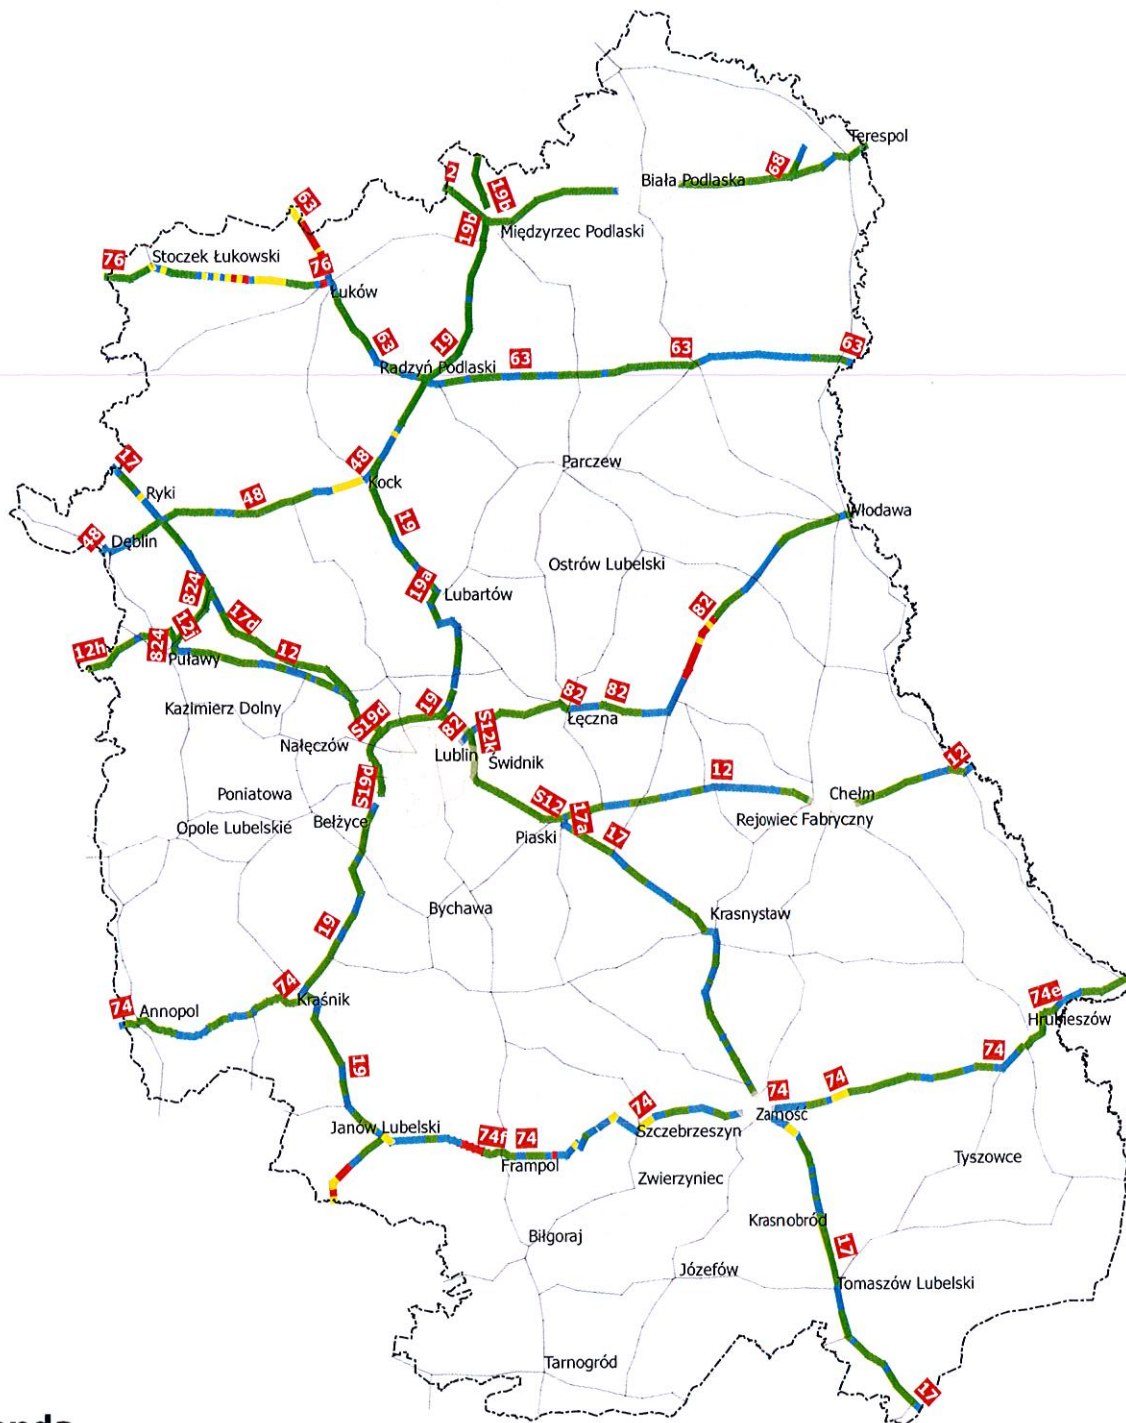 Terespol
68
Biała Podlaska
2
19b
19b
Międzyrzec Podlaski
63
76
Stoczek Łukowski
76
Łuków
63
19
63
63
63
Radzyń Podlaski
17
Ryki
48
48
Kock
Parczew
48
Dęblin
19
Włodawa
Ostrów Lubelski
824
19a
Lubartów
82
17d
12j
824
12
12h
Puławy
Kazimierz Dolny
S19d
19
82
82
82
Łęczna
S12k
Nałęczów
Lublin
Świdnik
12
12
S19d
Poniatowa
Chełm
S12
17a
Opole Lubelskie
Bełżyce
Piaski
17
Rejowiec Fabryczny
Bychawa
Krasnystaw
19
74
Kraśnik
74
Annopol
74e
Hrubieszów
74
19
74
74
74
Zamość
Janów Lubelski
74f
74
Szczebrzeszyn
Frampol
Tyszowce
Zwierzyniec
Krasnobród
Biłgoraj
17
Józefów
Tomaszów Lubelski
Tarnogród
17